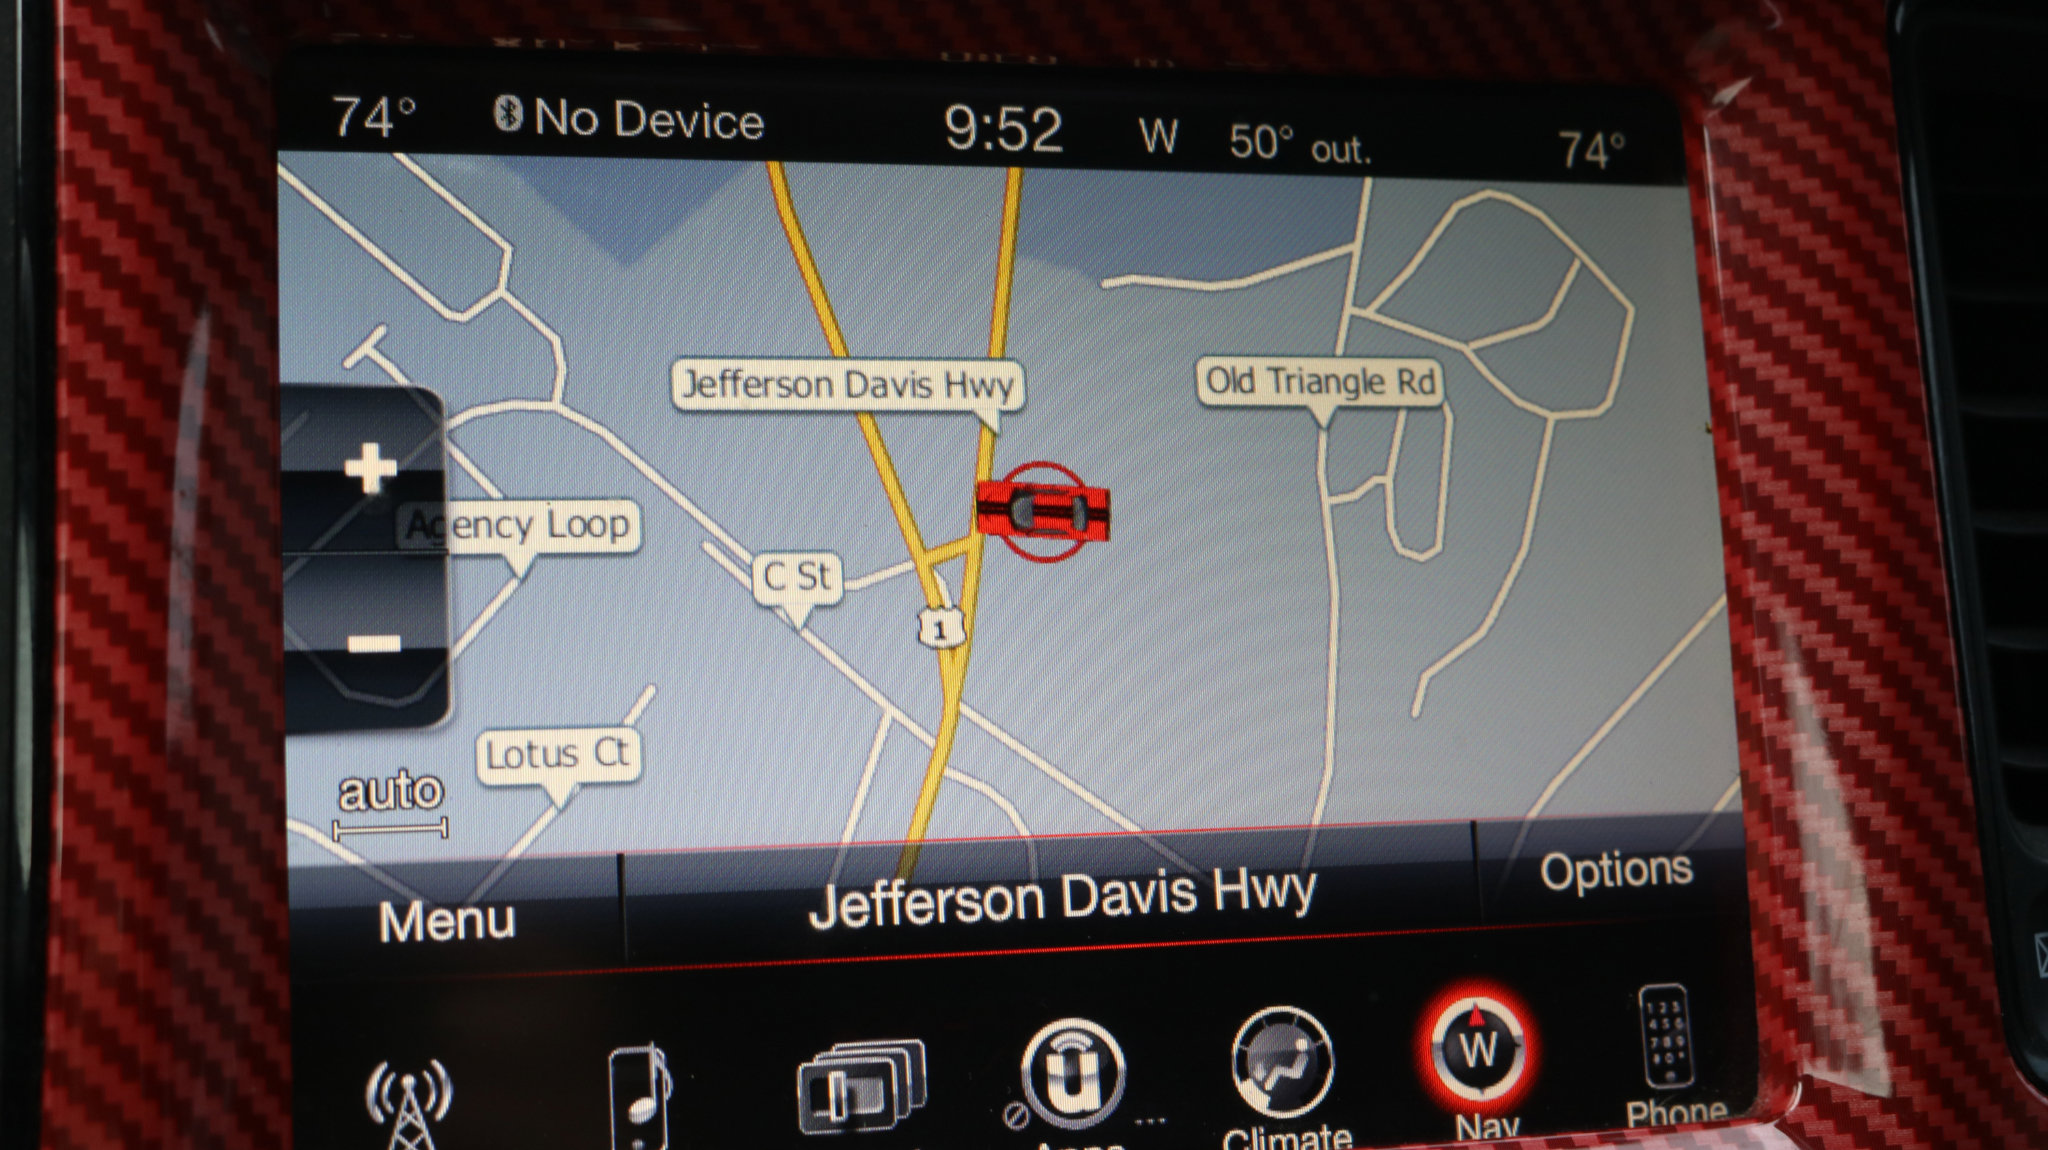 74° No Device 9:52 W 50° out. 74°
Jefferson Davis Hwy
Old Triangle Rd
Agency Loop
C St
1
Lotus Ct
auto
Menu Jefferson Davis Hwy Options
W
Climate
Nav
Phone